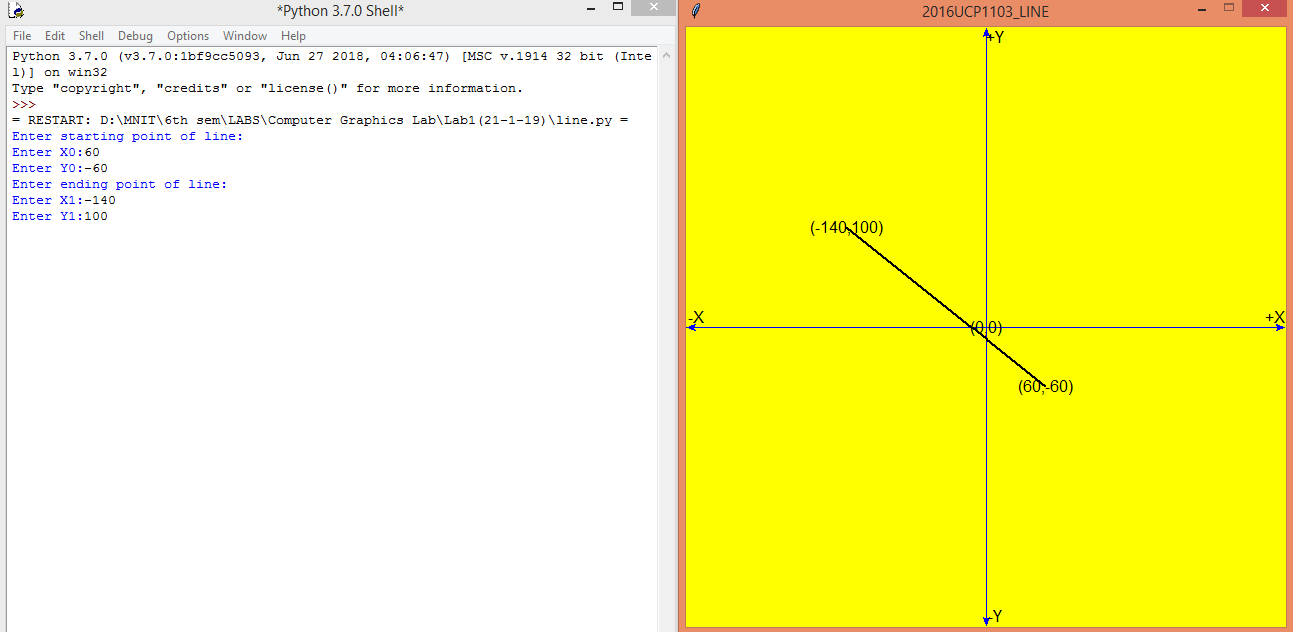 *Python 3.7.0 Shell*
File Edit Shell Debug Options Window Help
Python 3.7.0 (v3.7.0:1bf9cc5093, Jun 27 2018, 04:06:47) [MSC v.1914 32 bit (Inte
l)] on win32
Type "copyright", "credits" or "license()" for more information.
>>>
= RESTART: D:\MNIT\6th sem\LABS\Computer Graphics Lab\Lab1(21-1-19)\line.py =
Enter starting point of line:
Enter X0:60
Enter Y0:-60
Enter ending point of line:
Enter X1:-140
Enter Y1:100
2016UCP1103_LINE
+Y
(-140,100)
-X
+X
(0,0)
(60,-60)
-Y